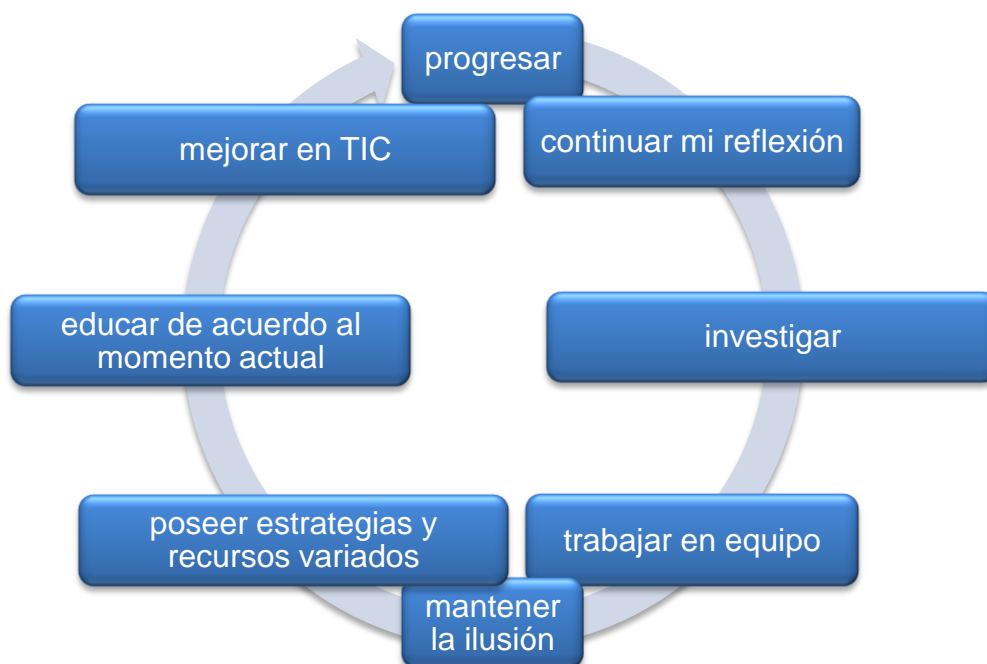 progresar
continuar mi reflexión
investigar
trabajar en equipo
mantener
la ilusión
poseer estrategias y
recursos variados
educar de acuerdo al
momento actual
mejorar en TIC